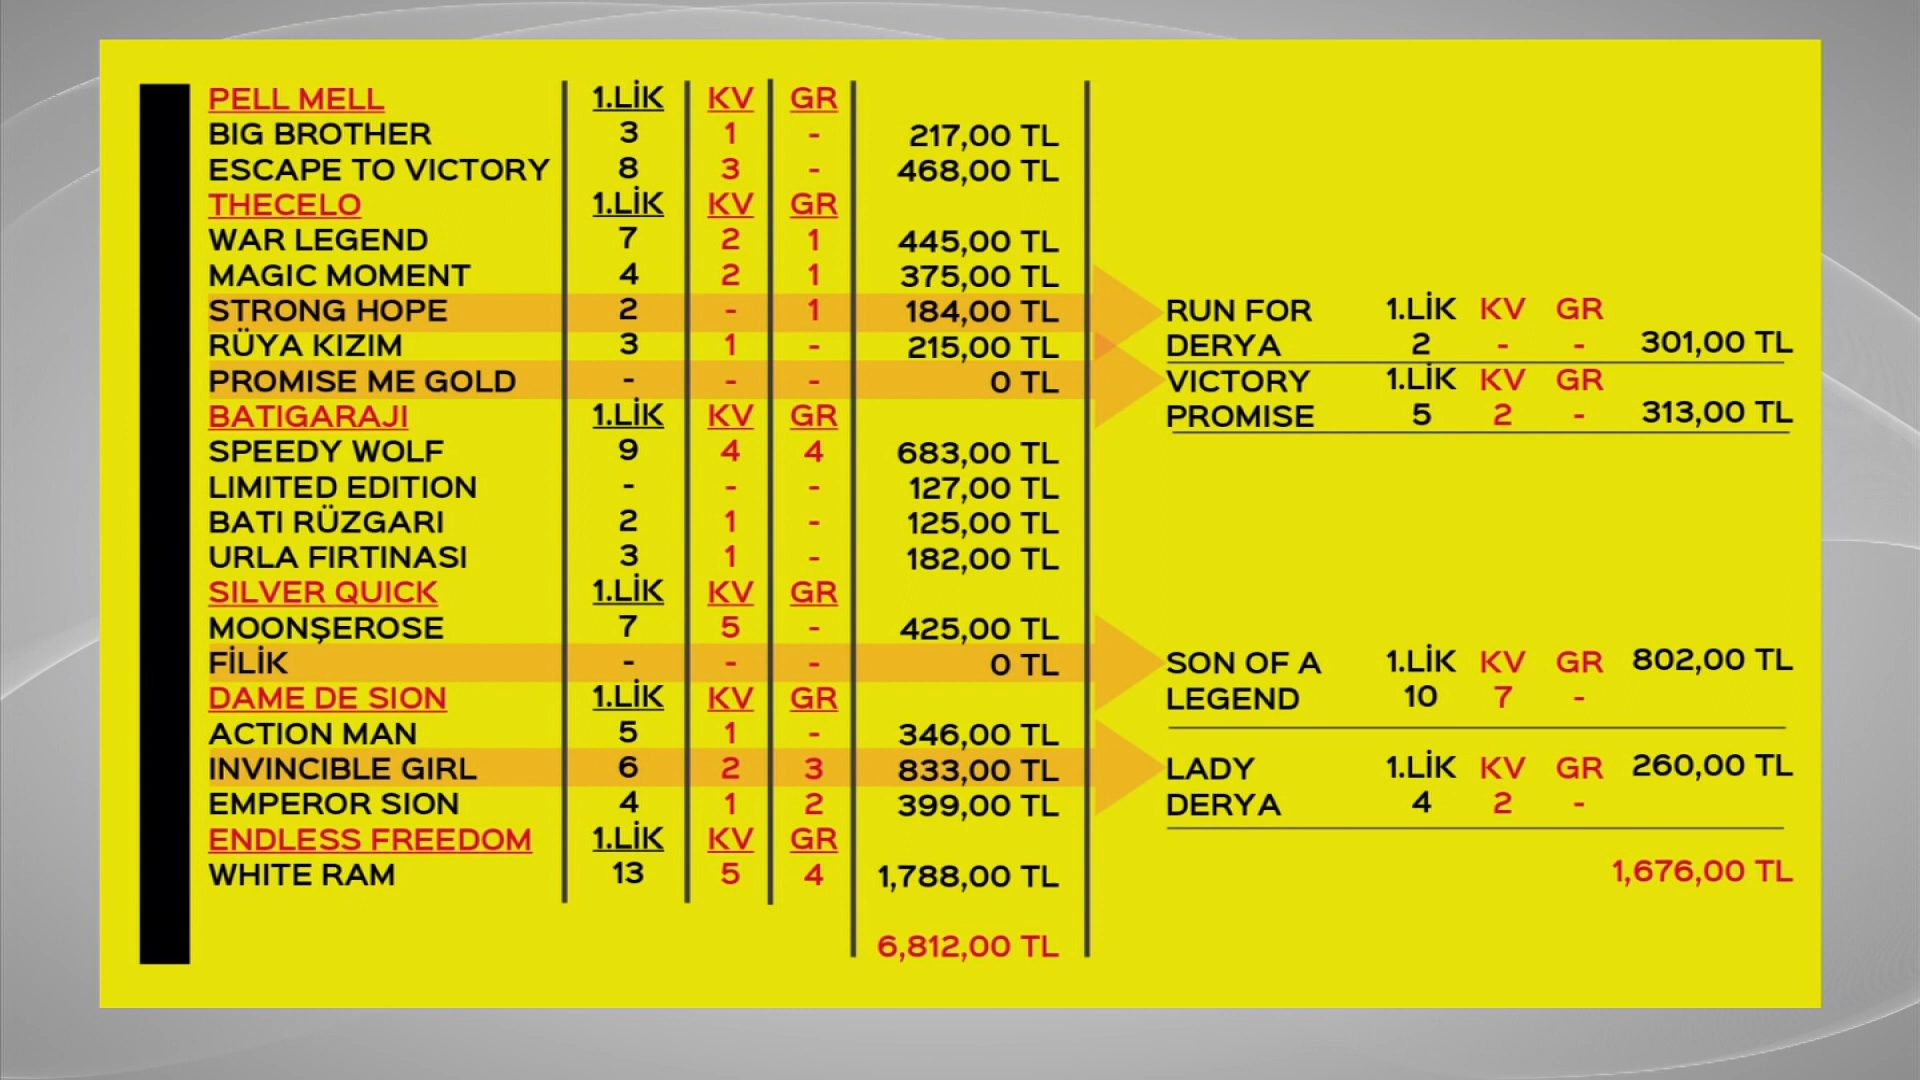 PELL MELL 1.LİK KV GR
BIG BROTHER 3 1 - 217,00 TL
ESCAPE TO VICTORY 8 3 - 468,00 TL
THECELO 1.LİK KV GR
WAR LEGEND 7 2 1 445,00 TL
MAGIC MOMENT 4 2 1 375,00 TL
STRONG HOPE 2 - 1 184,00 TL
RÜYA KIZIM 3 1 - 215,00 TL
PROMISE ME GOLD - - - 0 TL
BATIGARAJI 1.LİK KV GR
SPEEDY WOLF 9 4 4 683,00 TL
LIMITED EDITION - - - 127,00 TL
BATI RÜZGARI 2 1 - 125,00 TL
URLA FIRTINASI 3 1 - 182,00 TL
SILVER QUICK 1.LİK KV GR
MOONŞEROSE 7 5 - 425,00 TL
FİLİK - - - 0 TL
DAME DE SION 1.LİK KV GR
ACTION MAN 5 1 - 346,00 TL
INVINCIBLE GIRL 6 2 3 833,00 TL
EMPEROR SION 4 1 2 399,00 TL
ENDLESS FREEDOM 1.LİK KV GR
WHITE RAM 13 5 4 1,788,00 TL
6,812,00 TL
RUN FOR 1.LİK KV GR
DERYA 2 - - 301,00 TL
VICTORY 1.LİK KV GR
PROMISE 5 2 - 313,00 TL
SON OF A 1.LİK KV GR 802,00 TL
LEGEND 10 7 -
LADY 1.LİK KV GR 260,00 TL
DERYA 4 2 -
1,676,00 TL